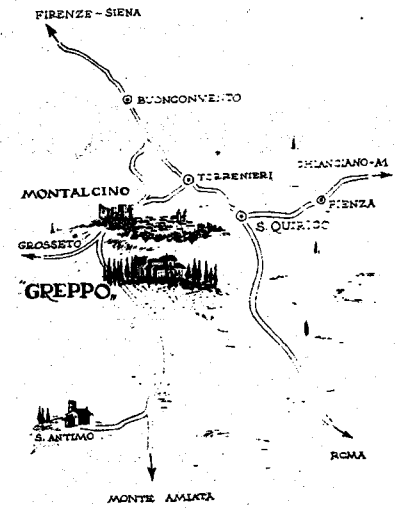 FIRENZE-SIENA
BUONCONVENTO
CHIANCIANO-A1
TORRENIERI
MONTALCINO
PIENZA
S. QUIRICO
GROSSETO
"GREPPO"
S. ANTIMO
ROMA
MONTE AMIATA